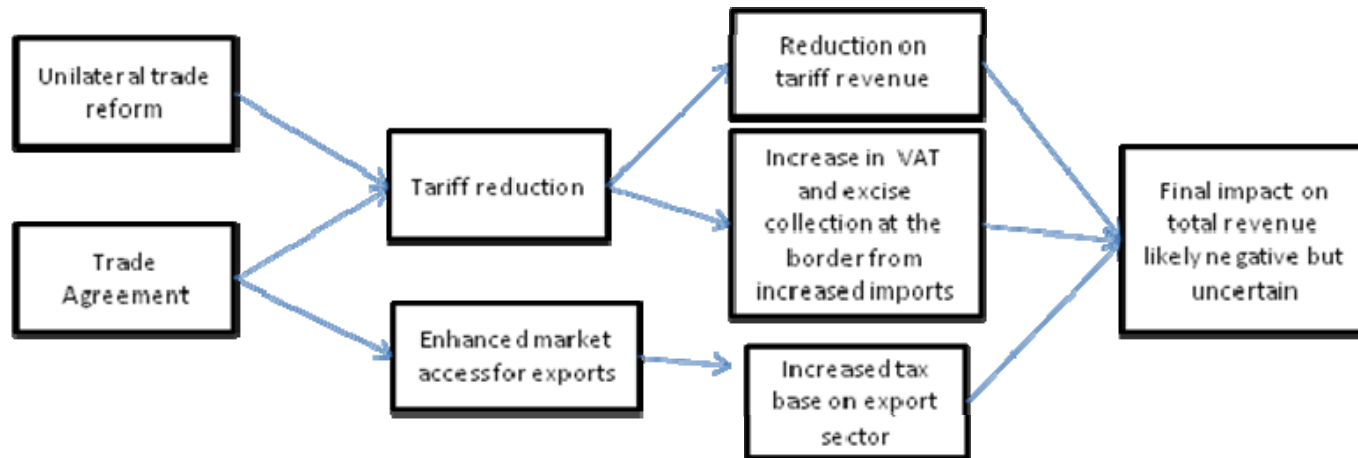 Unilateral trade
reform
Trade
Agreement
Tariff reduction
Enhanced market
access for exports
Reduction on
tariff revenue
Increase in VAT
and excise
collection at the
border from
increased imports
Increased tax
base on export
sector
Final impact on
total revenue
likely negative but
uncertain